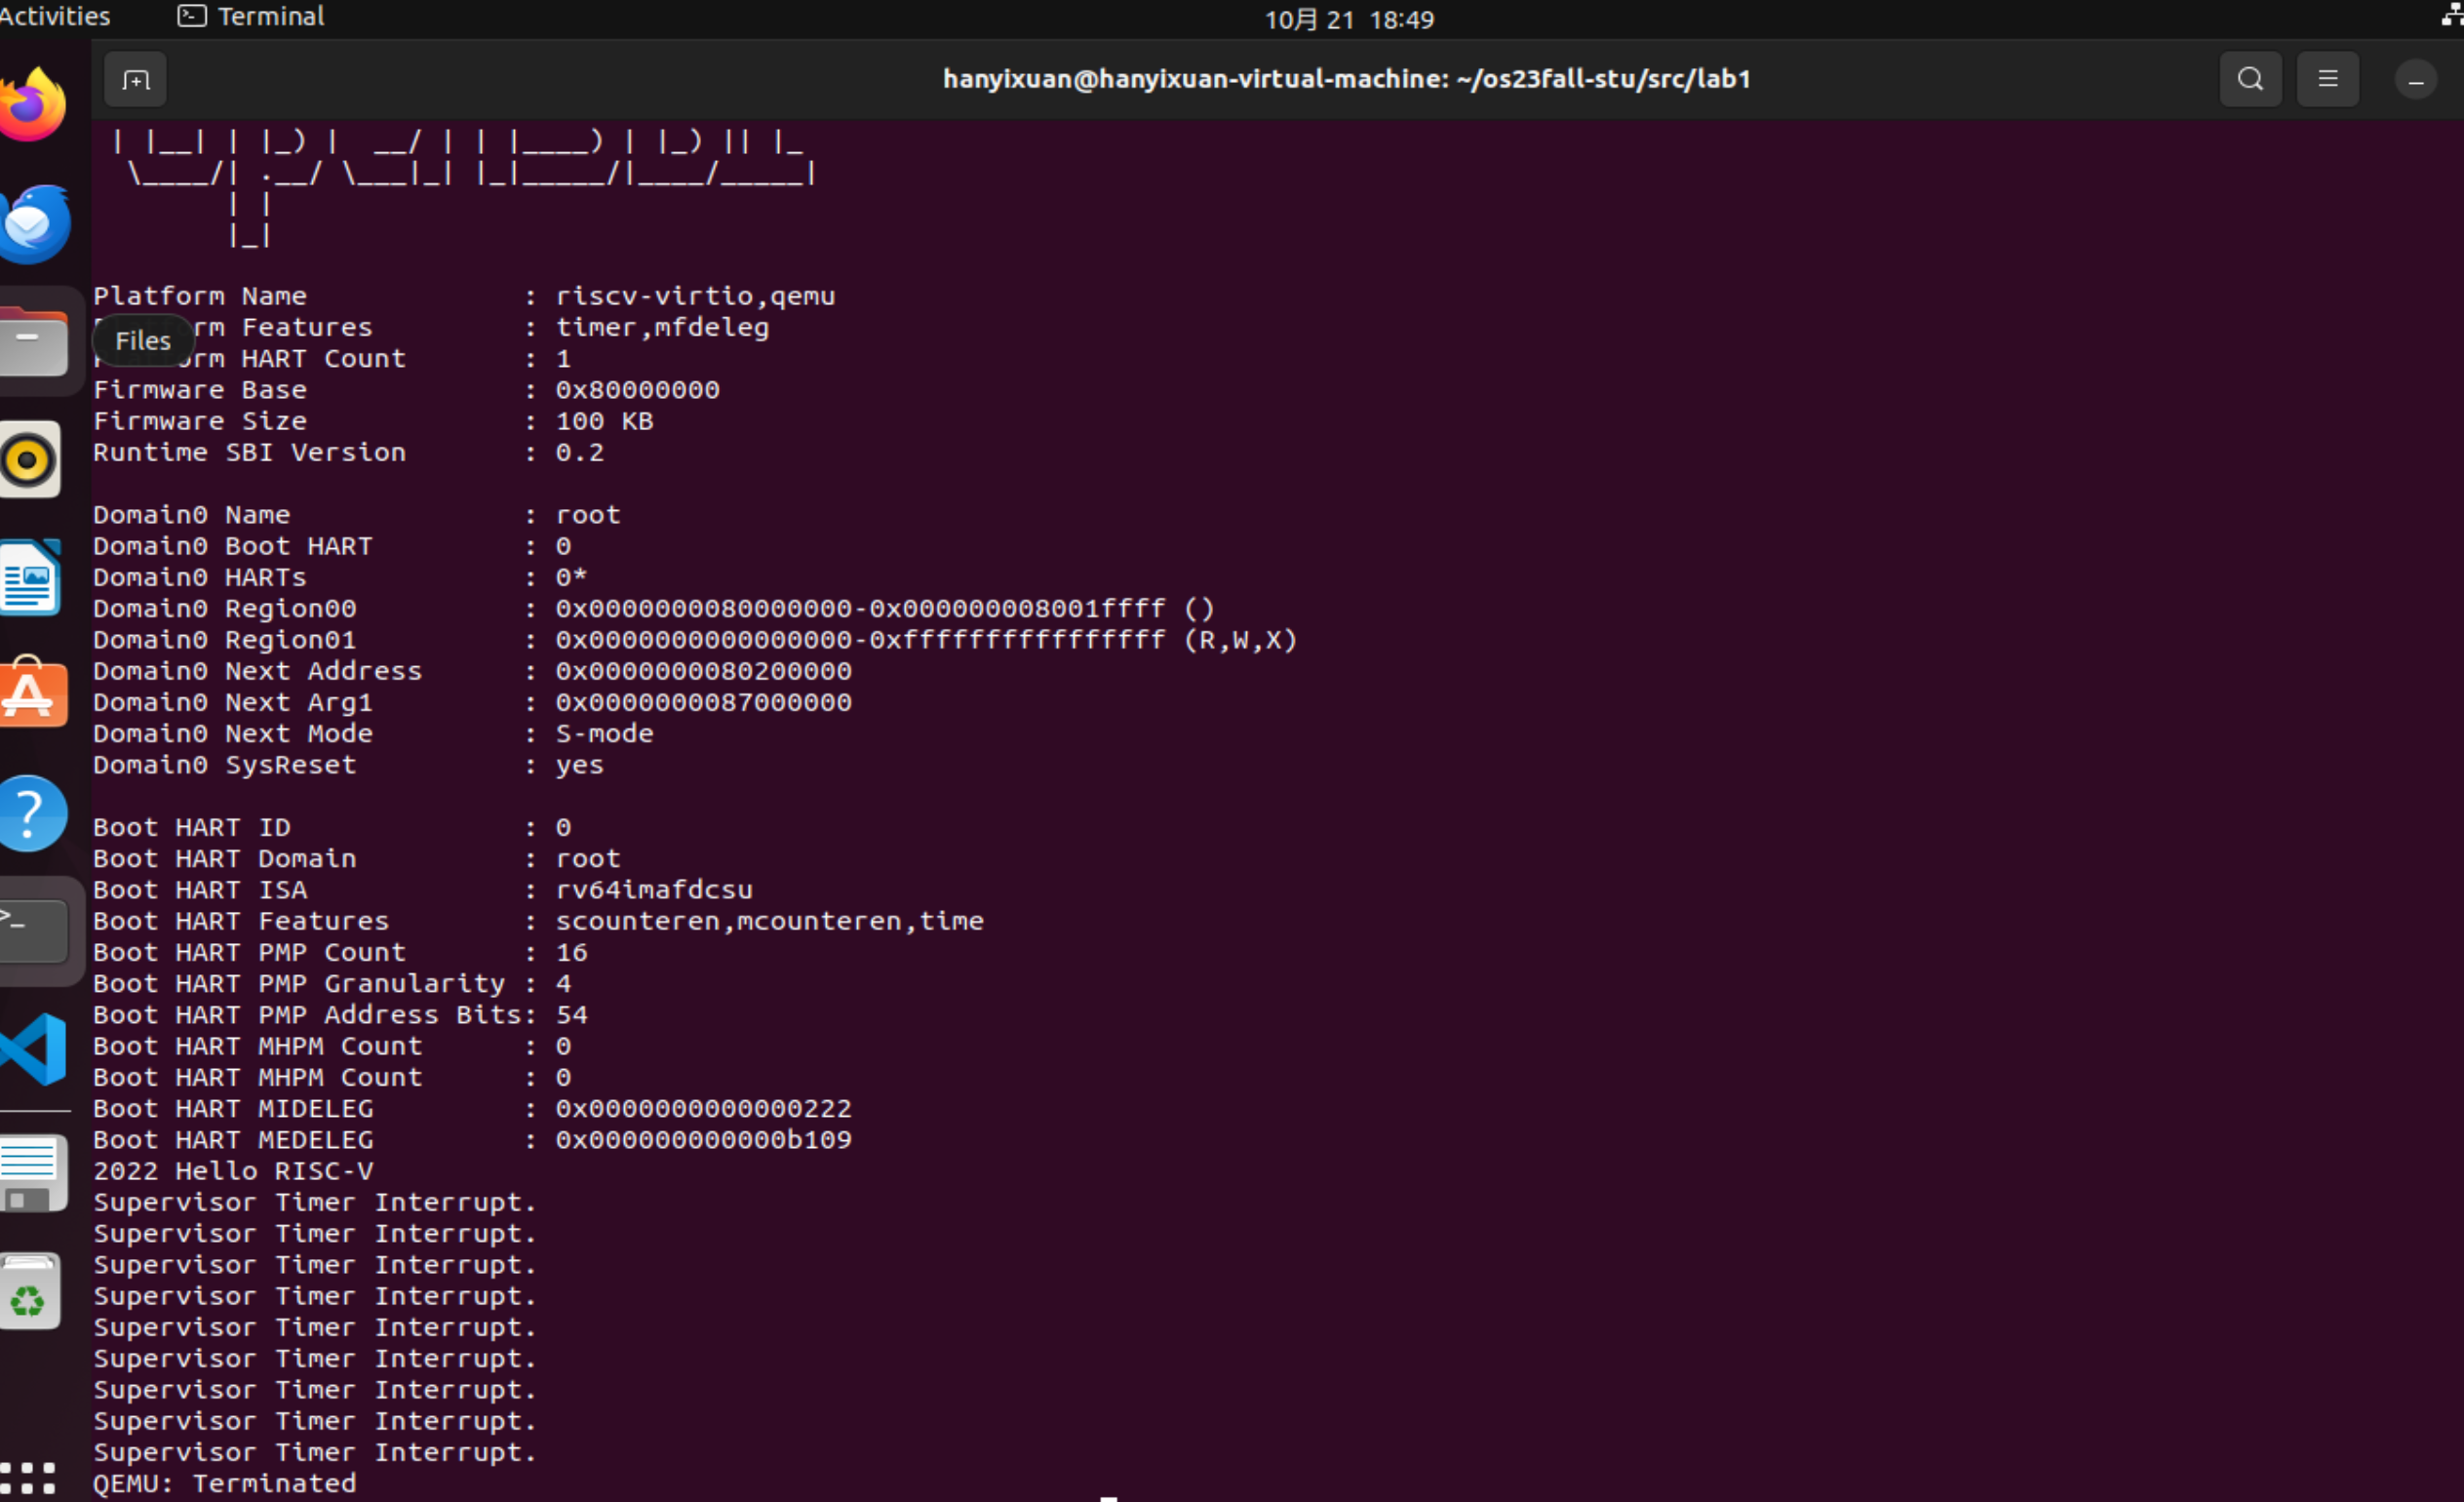 Activities
Terminal
10月 21 18:49
hanyixuan@hanyixuan-virtual-machine: ~/os23fall-stu/src/lab1
| |__| | |_) |  __/ | | |____) | |_) || |_
 \____/| .__/ \___|_| |_|_____/|____/_____|
       | |
       |_|
Platform Name : riscv-virtio,qemu
rm Features : timer,mfdeleg
Files
rm HART Count : 1
Firmware Base : 0x80000000
Firmware Size : 100 KB
Runtime SBI Version : 0.2
Domain0 Name : root
Domain0 Boot HART : 0
Domain0 HARTs : 0*
Domain0 Region00 : 0x0000000080000000-0x000000008001ffff ()
Domain0 Region01 : 0x0000000000000000-0xffffffffffffffff (R,W,X)
Domain0 Next Address : 0x0000000080200000
Domain0 Next Arg1 : 0x0000000087000000
Domain0 Next Mode : S-mode
Domain0 SysReset : yes
Boot HART ID : 0
Boot HART Domain : root
Boot HART ISA : rv64imafdcsu
Boot HART Features : scounteren,mcounteren,time
Boot HART PMP Count : 16
Boot HART PMP Granularity : 4
Boot HART PMP Address Bits: 54
Boot HART MHPM Count : 0
Boot HART MHPM Count : 0
Boot HART MIDELEG : 0x0000000000000222
Boot HART MEDELEG : 0x000000000000b109
2022 Hello RISC-V
Supervisor Timer Interrupt.
Supervisor Timer Interrupt.
Supervisor Timer Interrupt.
Supervisor Timer Interrupt.
Supervisor Timer Interrupt.
Supervisor Timer Interrupt.
Supervisor Timer Interrupt.
Supervisor Timer Interrupt.
Supervisor Timer Interrupt.
QEMU: Terminated